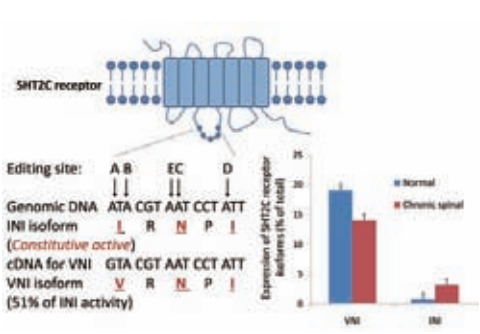 5HT2C receptor
Editing site: A B EC D
Genomic DNA ATA CGT AAT CCT ATT
INI isoform I R N P I
(Constitutive active)
cDNA for VNI GTA CGT AAT CCT ATT
VNI isoform V R N P I
(51% of INI activity)
Expression of 5HT2C receptor
isoforms (% of total)
25
20
15
10
5
0
Normal
Chronic spinal
VNI INI